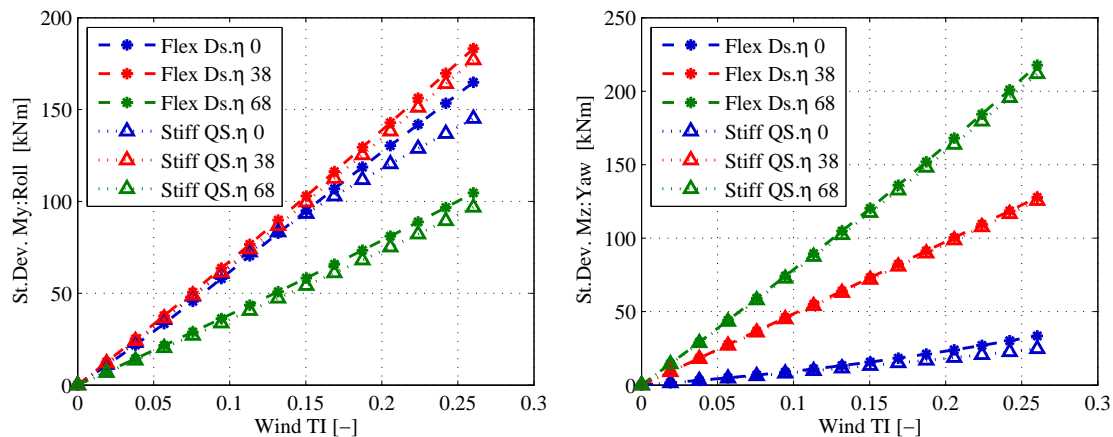 200
150
100
50
0
St.Dev. My:Roll [kNm]
Flex Ds.η 0
Flex Ds.η 38
Flex Ds.η 68
Stiff QS.η 0
Stiff QS.η 38
Stiff QS.η 68
0 0.05 0.1 0.15 0.2 0.25 0.3
Wind TI [−]
250
200
150
100
50
0
St.Dev. Mz:Yaw [kNm]
Flex Ds.η 0
Flex Ds.η 38
Flex Ds.η 68
Stiff QS.η 0
Stiff QS.η 38
Stiff QS.η 68
0 0.05 0.1 0.15 0.2 0.25 0.3
Wind TI [−]